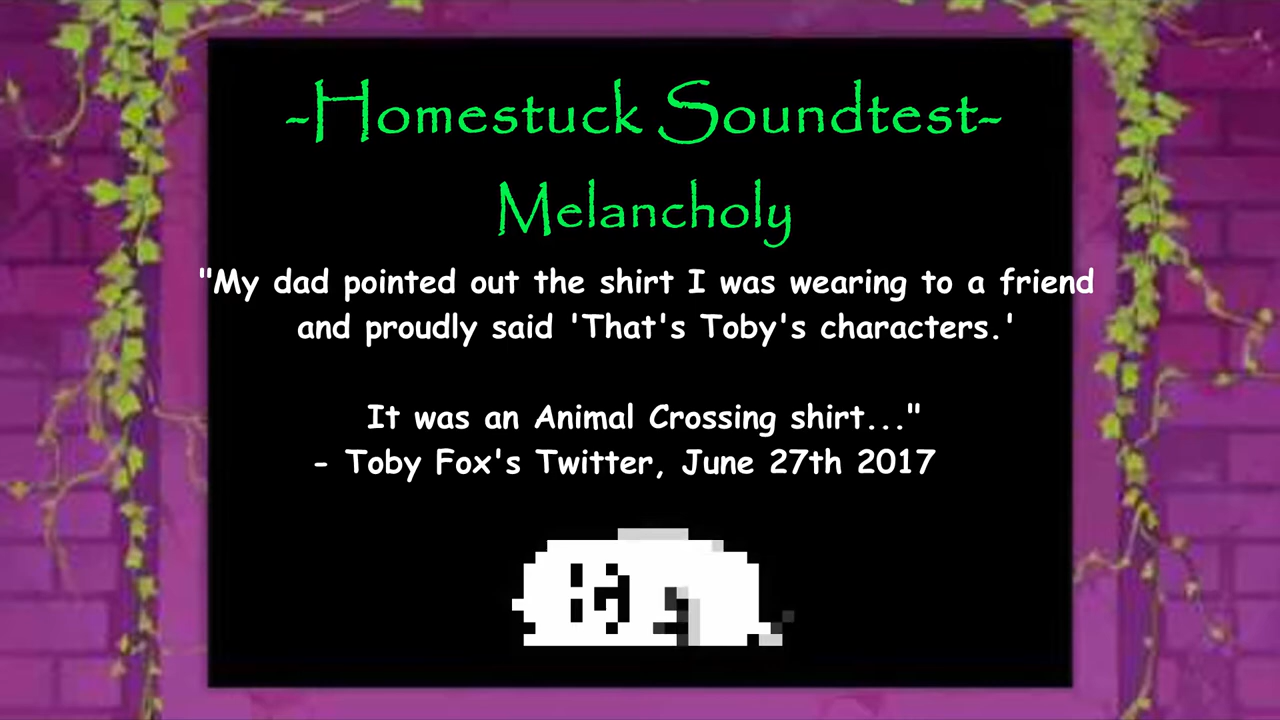 -Homestuck Soundtest-
Melancholy
"My dad pointed out the shirt I was wearing to a friend
and proudly said 'That's Toby's characters.'
It was an Animal Crossing shirt..."
- Toby Fox's Twitter, June 27th 2017